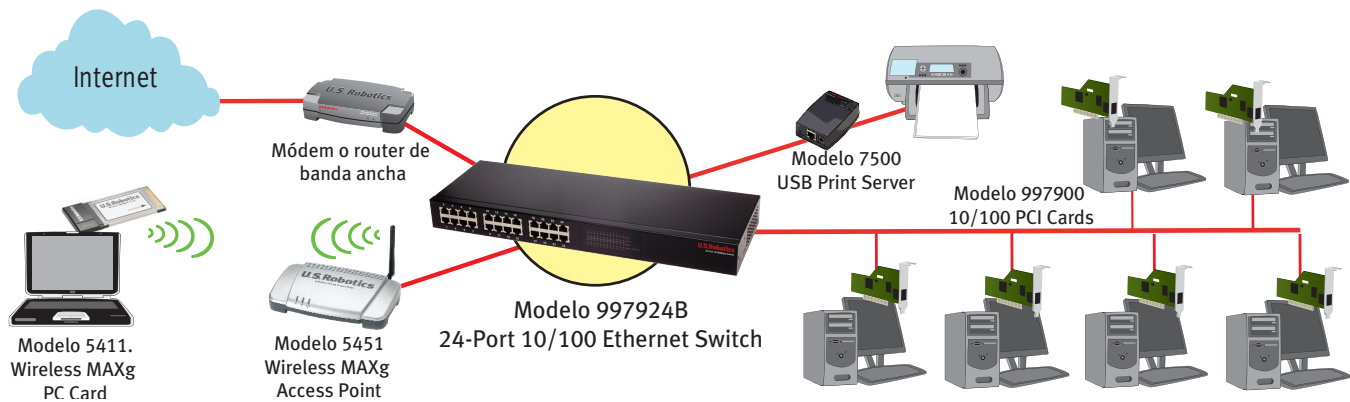 Internet
U.S. Robotics
Módem o router de
banda ancha
Modelo 7500
USB Print Server
Modelo 997900
10/100 PCI Cards
U.S.Robotics
U.S.Robotics
Modelo 997924B
24-Port 10/100 Ethernet Switch
Modelo 5411.
Wireless MAXg
PC Card
Modelo 5451
Wireless MAXg
Access Point